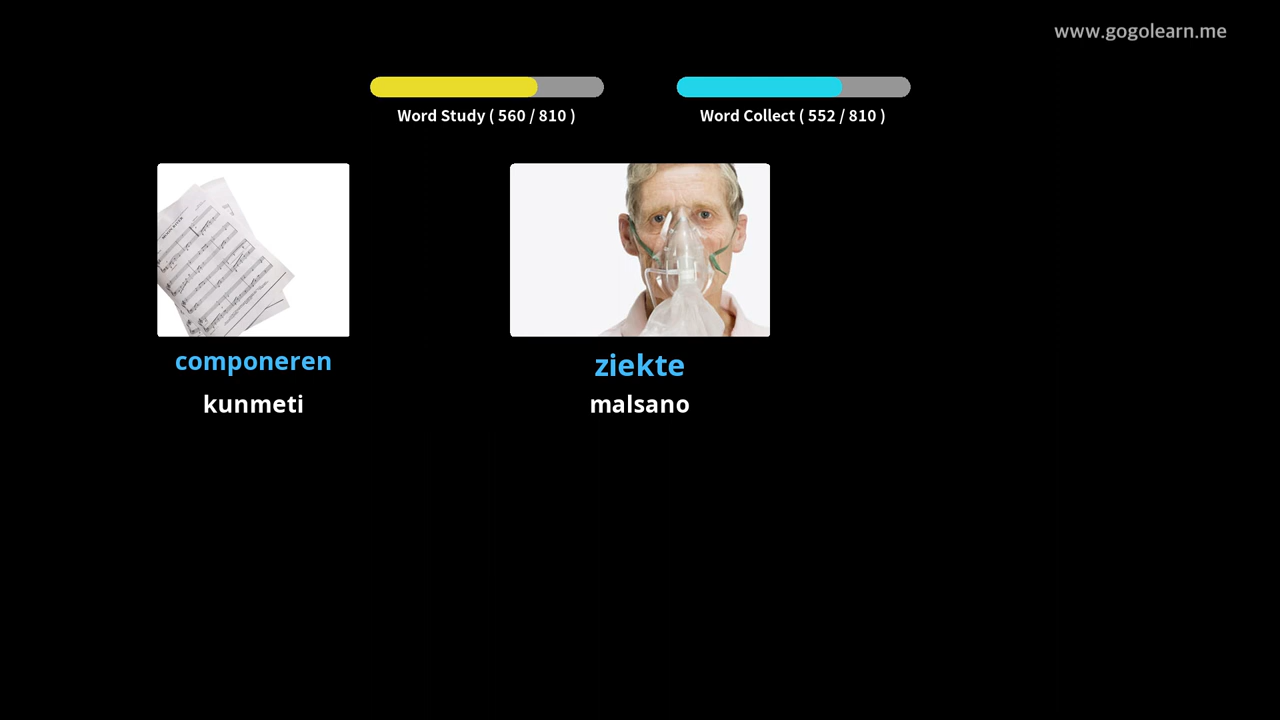 www.gogolearn.me
Word Study ( 560 / 810 )
Word Collect ( 552 / 810 )
componeren
kunmeti
ziekte
malsano